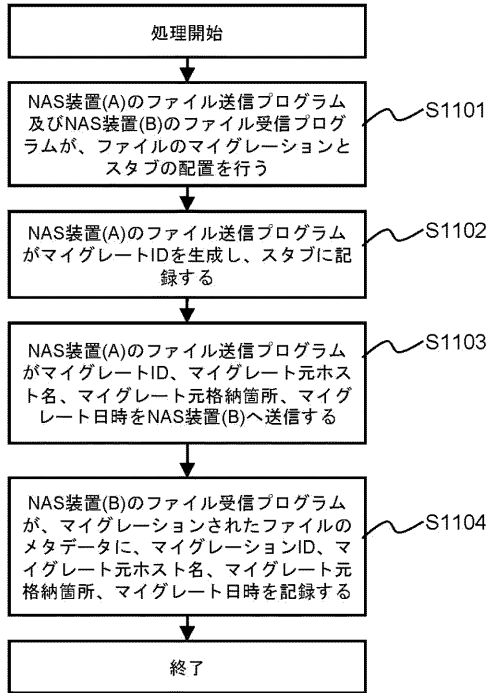 処理開始
NAS装置(A)のファイル送信プログラム
及びNAS装置(B)のファイル受信プログ
ラムが、ファイルのマイグレーションと
スタブの配置を行う
S1101
NAS装置(A)のファイル送信プログラム
がマイグレートIDを生成し、スタブに記
録する
S1102
NAS装置(A)のファイル送信プログラム
がマイグレートID、マイグレート元ホスト
名、マイグレート元格納箇所、マイグ
レート日時をNAS装置(B)へ送信する
S1103
NAS装置(B)のファイル受信プログラム
が、マイグレーションされたファイルの
メタデータに、マイグレーションID、マ
イグレート元ホスト名、マイグレート元
格納箇所、マイグレート日時を記録する
S1104
終了